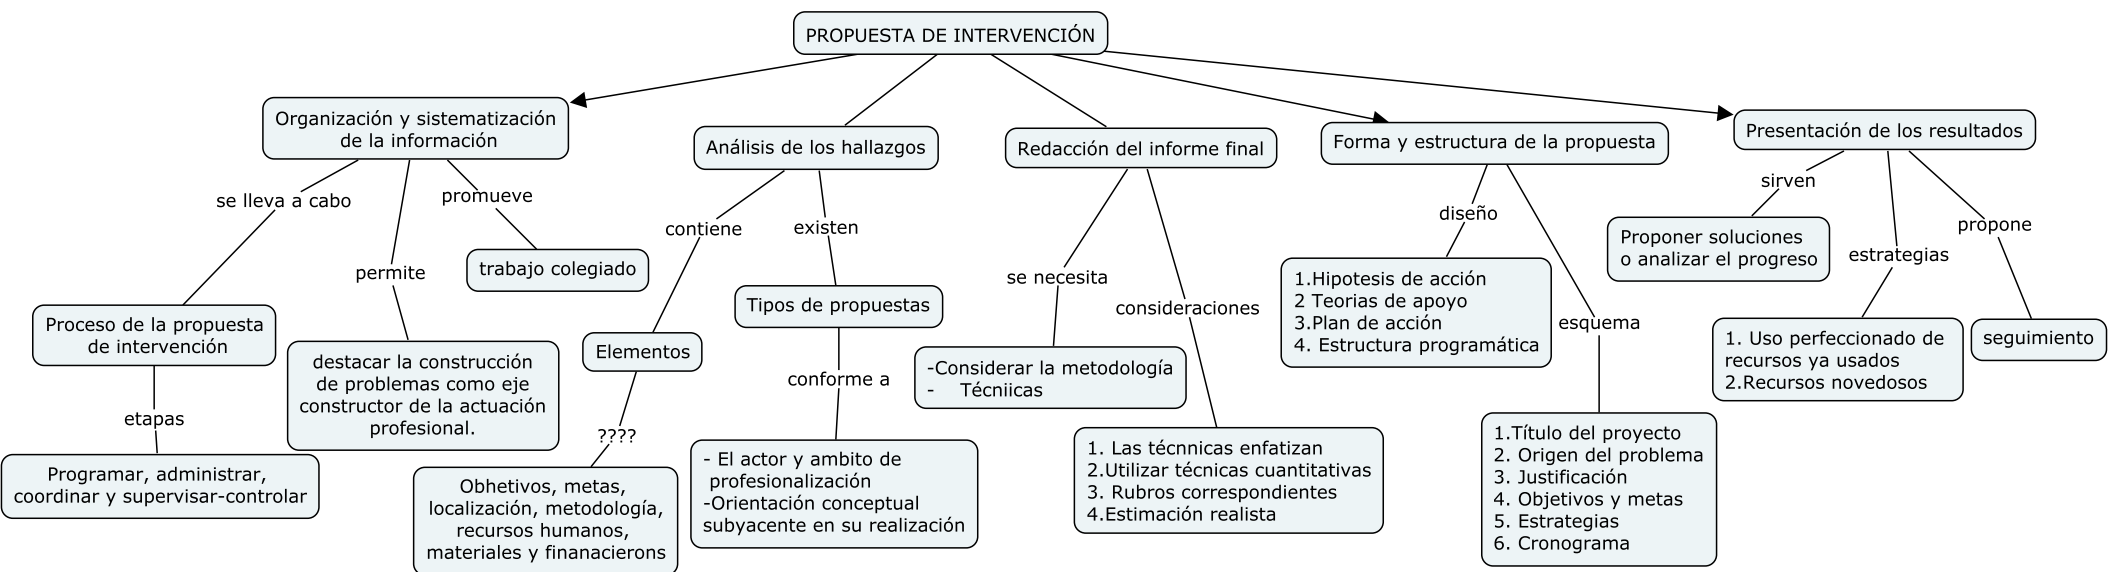 PROPUESTA DE INTERVENCIÓN
Organización y sistematización
de la información
Análisis de los hallazgos
Redacción del informe final
Forma y estructura de la propuesta
Presentación de los resultados
se lleva a cabo
permite
promueve
trabajo colegiado
Proceso de la propuesta
de intervención
etapas
Programar, administrar,
coordinar y supervisar-controlar
destacar la construcción
de problemas como eje
constructor de la actuación
profesional.
contiene
existen
Elementos
????
Obhetivos, metas,
localización, metodología,
recursos humanos,
materiales y finanacierons
Tipos de propuestas
conforme a
- El actor y ambito de
profesionalización
-Orientación conceptual
subyacente en su realización
se necesita
consideraciones
-Considerar la metodología
- Técniicas
1. Las técnnicas enfatizan
2.Utilizar técnicas cuantitativas
3. Rubros correspondientes
4.Estimación realista
diseño
esquema
1.Hipotesis de acción
2 Teorias de apoyo
3.Plan de acción
4. Estructura programática
1.Título del proyecto
2. Origen del problema
3. Justificación
4. Objetivos y metas
5. Estrategias
6. Cronograma
sirven
estrategias
propone
Proponer soluciones
o analizar el progreso
1. Uso perfeccionado de
recursos ya usados
2.Recursos novedosos
seguimiento